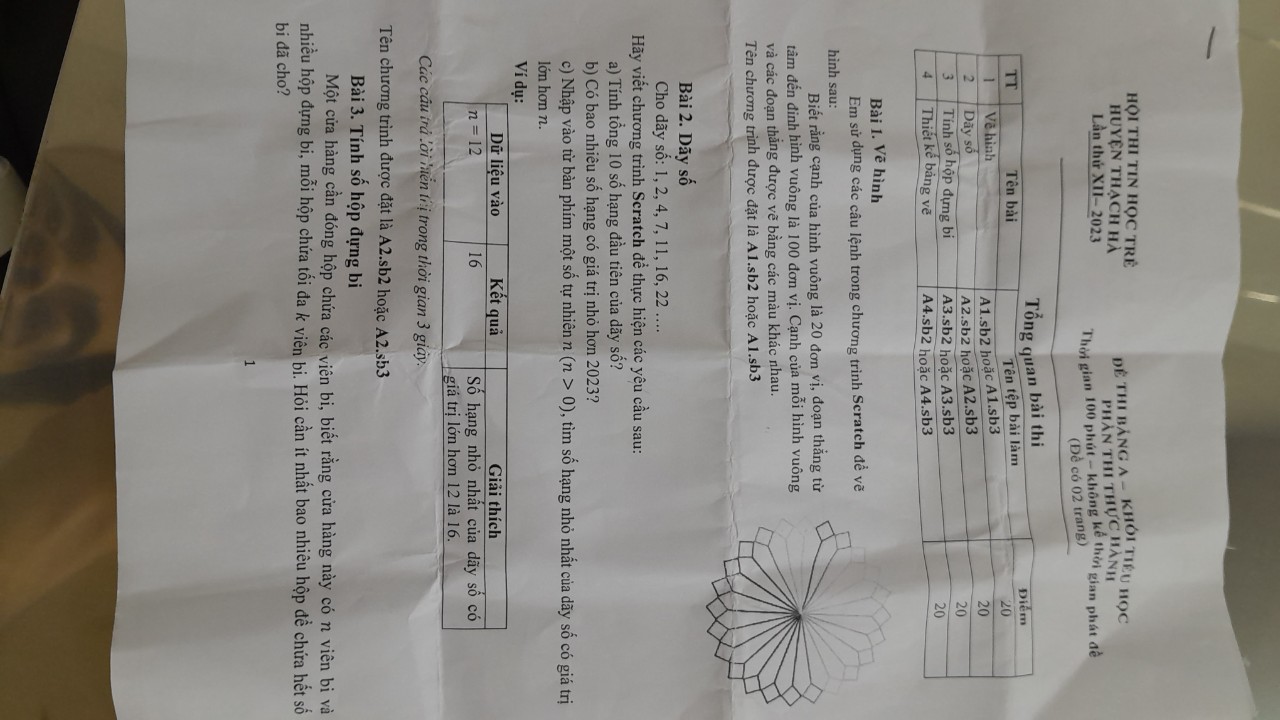 HỘI THI TIN HỌC TRẺ
HUYỆN THẠCH HÀ
Lần thứ XII– 2023
ĐỀ THI BẢNG A – KHỐI TIỂU HỌC
PHẦN THI THỰC HÀNH
Thời gian 100 phút – không kể thời gian phát đề
(Đề có 02 trang)
Tổng quan bài thi
TT Tên bài Tên tệp bài làm Điểm
1 Vẽ hình A1.sb2 hoặc A1.sb3 20
2 Dãy số A2.sb2 hoặc A2.sb3 20
3 Tính số hộp đựng bi A3.sb2 hoặc A3.sb3 20
4 Thiết kế bảng vẽ A4.sb2 hoặc A4.sb3 20
Bài 1. Vẽ hình
Em sử dụng các câu lệnh trong chương trình Scratch để vẽ
hình sau:
Biết rằng cạnh của hình vuông là 20 đơn vị, đoạn thẳng từ
tâm đến đỉnh hình vuông là 100 đơn vị. Cạnh của mỗi hình vuông
và các đoạn thẳng được vẽ bằng các màu khác nhau.
Tên chương trình được đặt là A1.sb2 hoặc A1.sb3
Bài 2. Dãy số
Cho dãy số: 1, 2, 4, 7, 11, 16, 22 ....
Hãy viết chương trình Scratch để thực hiện các yêu cầu sau:
a) Tính tổng 10 số hạng đầu tiên của dãy số?
b) Có bao nhiêu số hạng có giá trị nhỏ hơn 2023?
c) Nhập vào từ bàn phím một số tự nhiên n (n > 0), tìm số hạng nhỏ nhất của dãy số có giá trị
lớn hơn n.
Ví dụ:
Dữ liệu vào Kết quả Giải thích
n = 12 16 Số hạng nhỏ nhất của dãy số có
giá trị lớn hơn 12 là 16.
Các câu trả lời hiển thị trong thời gian 3 giây.
Tên chương trình được đặt là A2.sb2 hoặc A2.sb3
Bài 3. Tính số hộp đựng bi
Một cửa hàng cần đóng hộp chứa các viên bi, biết rằng cửa hàng này có n viên bi và
nhiều hộp đựng bi, mỗi hộp chứa tối đa k viên bi. Hỏi cần ít nhất bao nhiêu hộp để chứa hết số
bi đã cho?
1